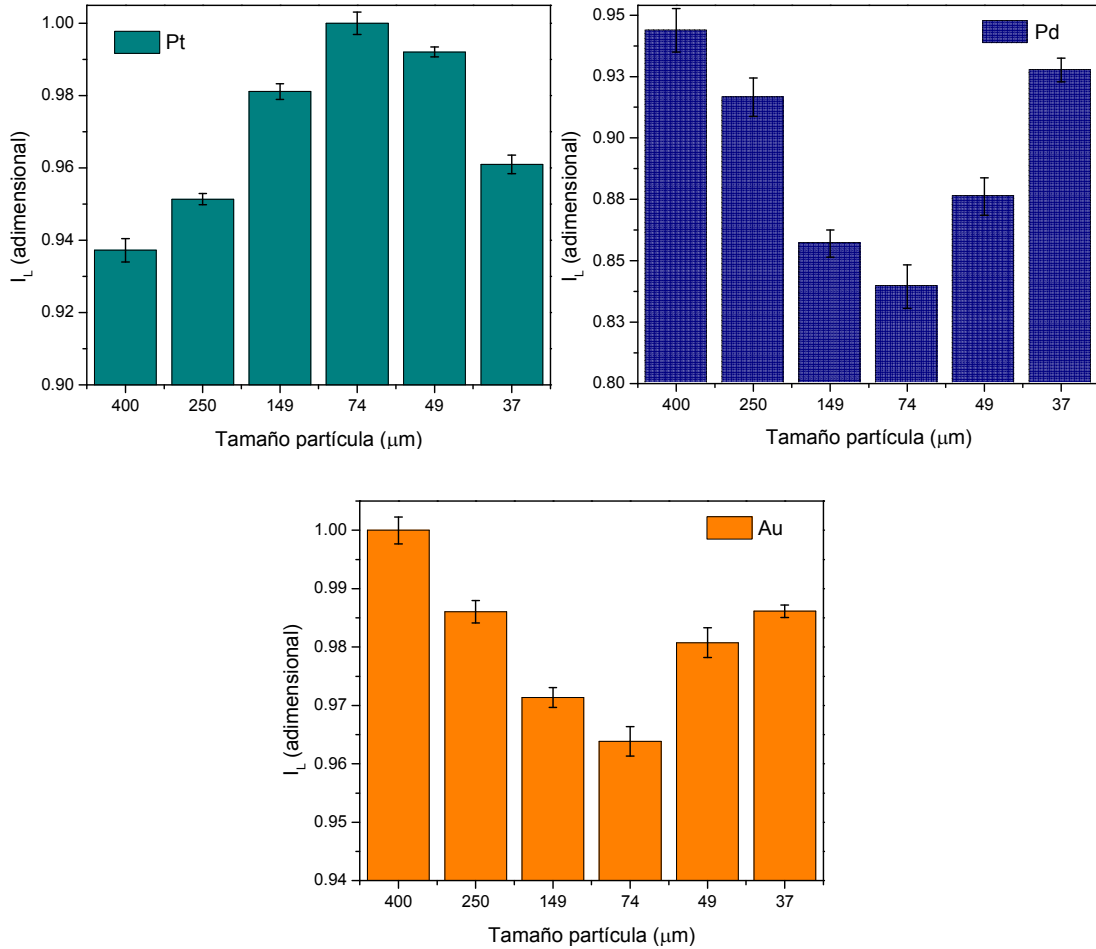 1.00
0.98
0.96
0.94
0.92
0.90
I_L (adimensional)
Pt
400 250 149 74 49 37
Tamaño partícula (μm)
0.95
0.93
0.90
0.88
0.85
0.83
0.80
I_L (adimensional)
Pd
400 250 149 74 49 37
Tamaño partícula (μm)
1.00
0.99
0.98
0.97
0.96
0.95
0.94
I_L (adimensional)
Au
400 250 149 74 49 37
Tamaño partícula (μm)